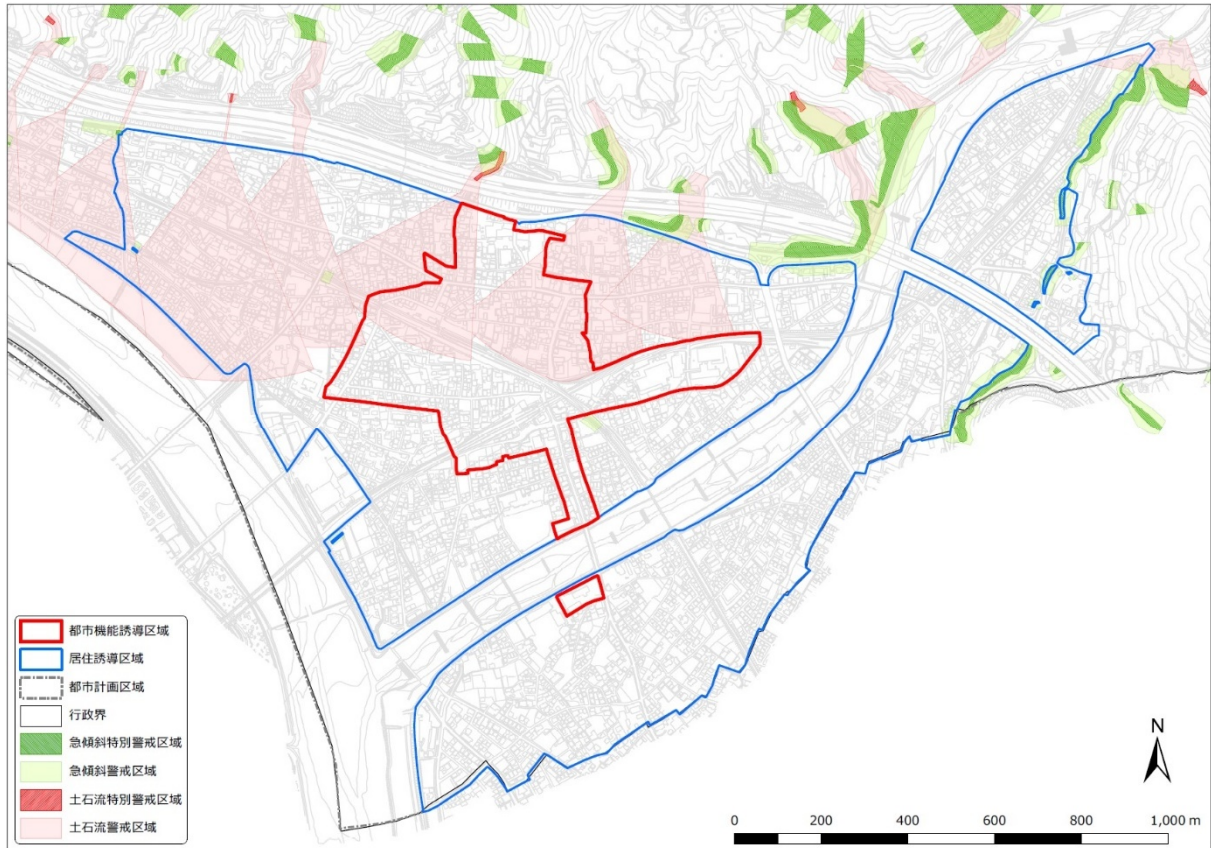 都市機能誘導区域
居住誘導区域
都市計画区域
行政界
急傾斜特別警戒区域
急傾斜警戒区域
土石流特別警戒区域
土石流警戒区域
N
0 200 400 600 800 1,000 m